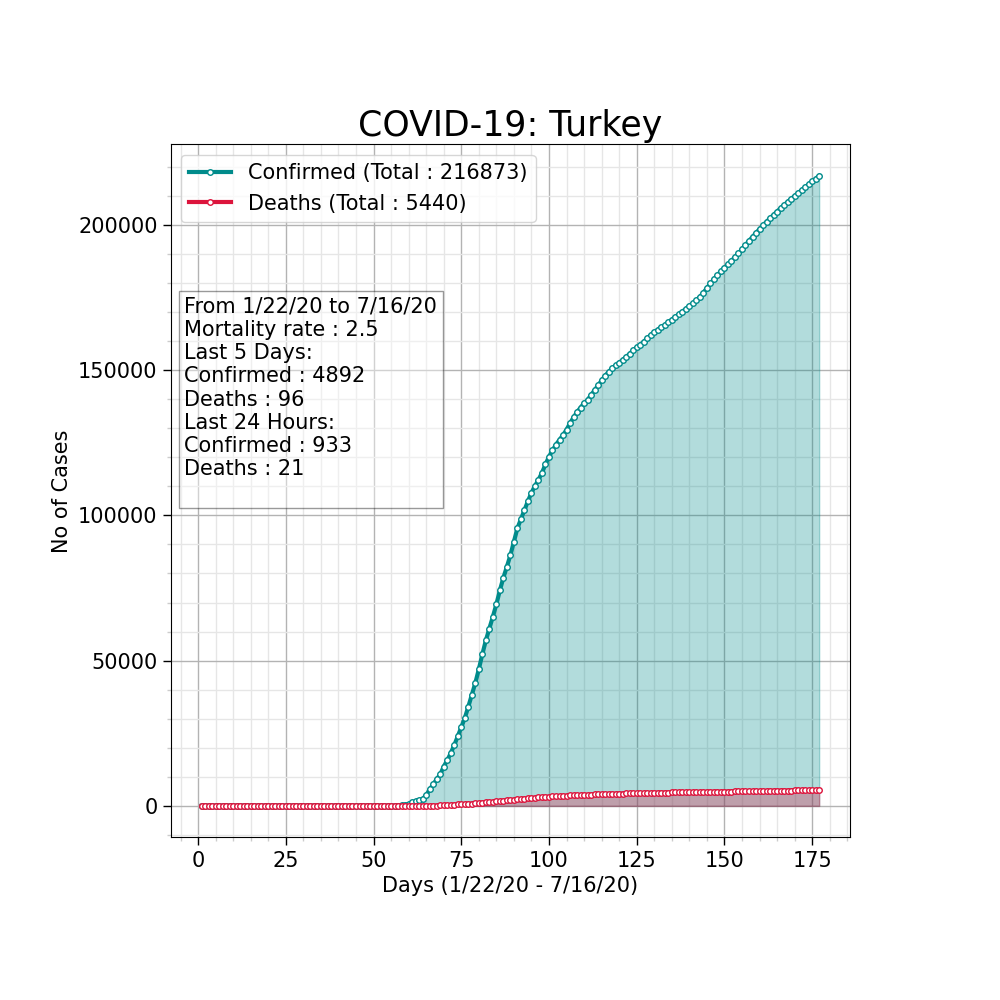 COVID-19: Turkey
Confirmed (Total : 216873)
Deaths (Total : 5440)
From 1/22/20 to 7/16/20
Mortality rate : 2.5
Last 5 Days:
Confirmed : 4892
Deaths : 96
Last 24 Hours:
Confirmed : 933
Deaths : 21
No of Cases
200000
150000
100000
50000
0
0 25 50 75 100 125 150 175
Days (1/22/20 - 7/16/20)